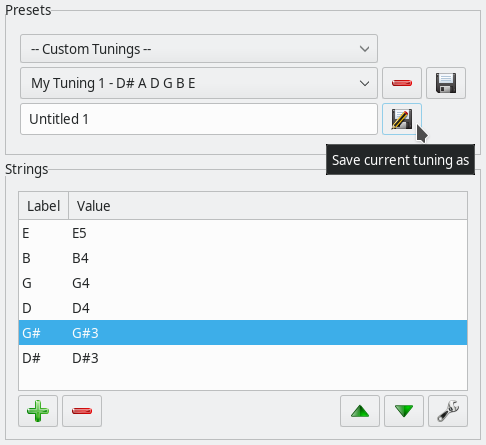 Presets
-- Custom Tunings --
My Tuning 1 - D# A D G B E
Untitled 1
Save current tuning as
Strings
Label Value
E E5
B B4
G G4
D D4
G# G#3
D# D#3